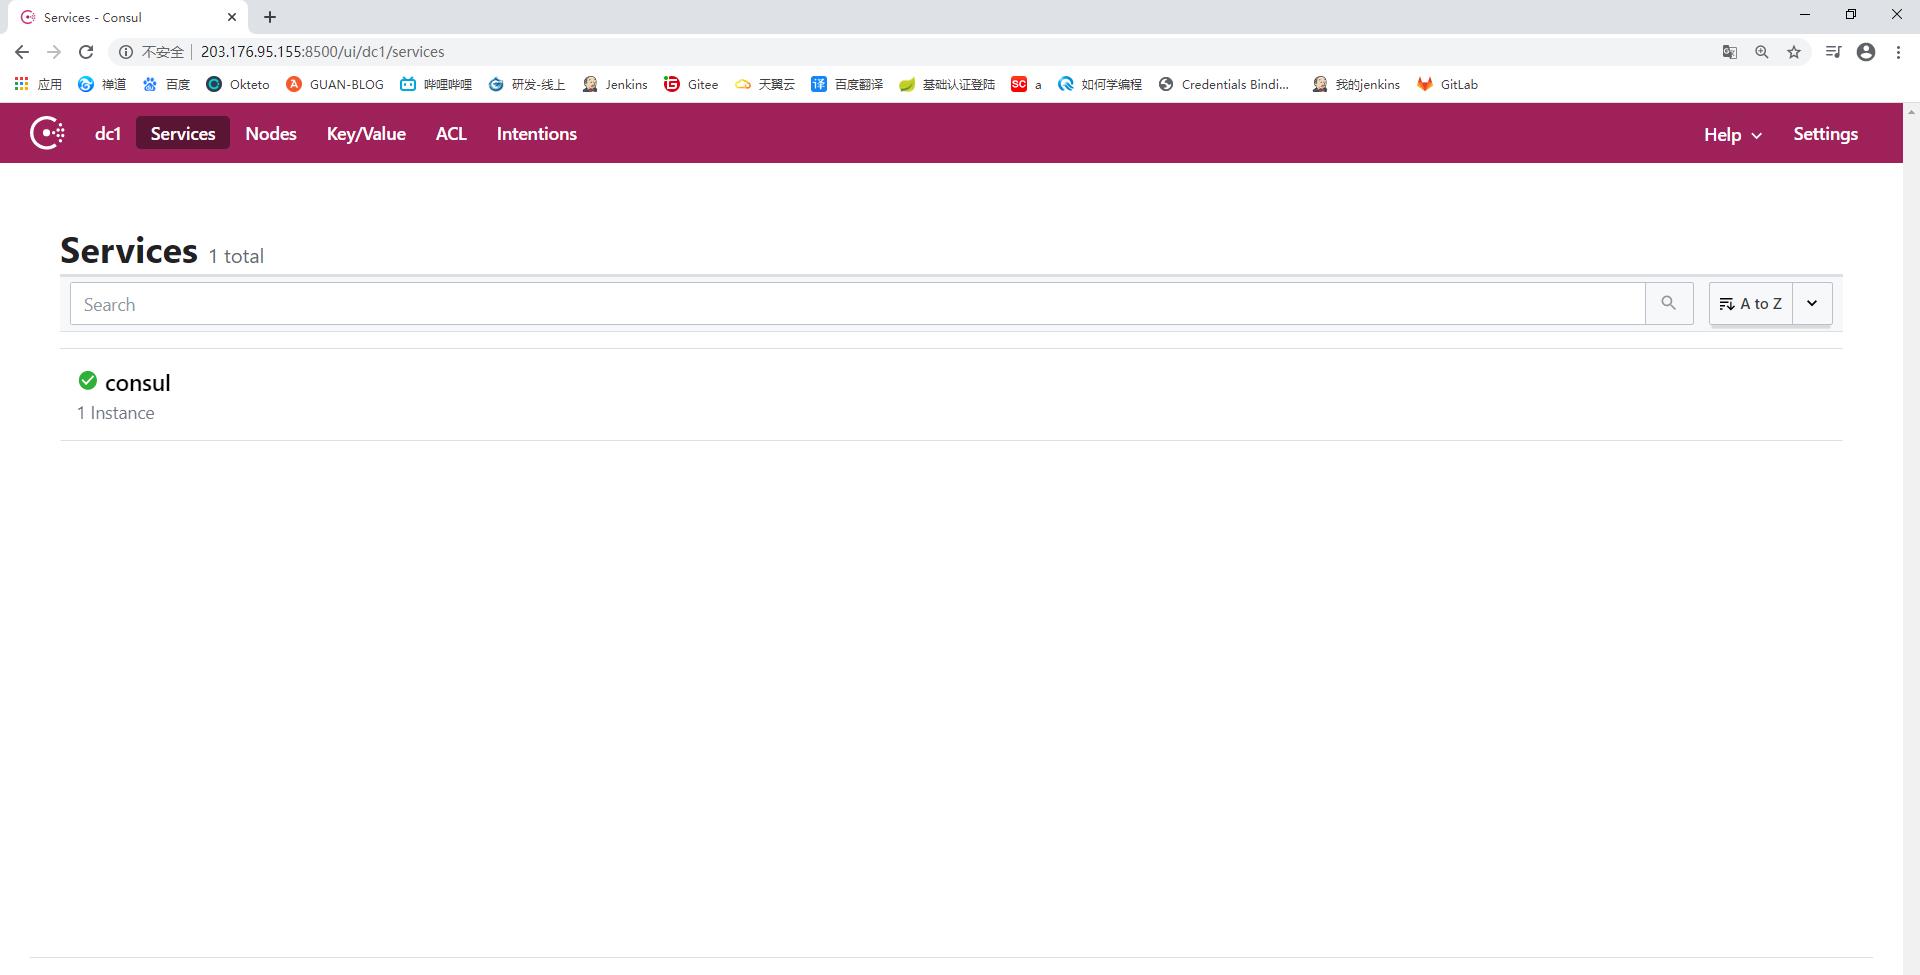 Services - Consul
不安全 203.176.95.155:8500/ui/dc1/services
应用 禅道 百度 Okteto GUAN-BLOG 哔哩哔哩 研发-线上 Jenkins Gitee 天翼云 译 百度翻译 基础认证登陆 SC a 如何学编程 Credentials Bindi... 我的jenkins GitLab
dc1 Services Nodes Key/Value ACL Intentions Help Settings
Services 1 total
Search A to Z
consul
1 Instance